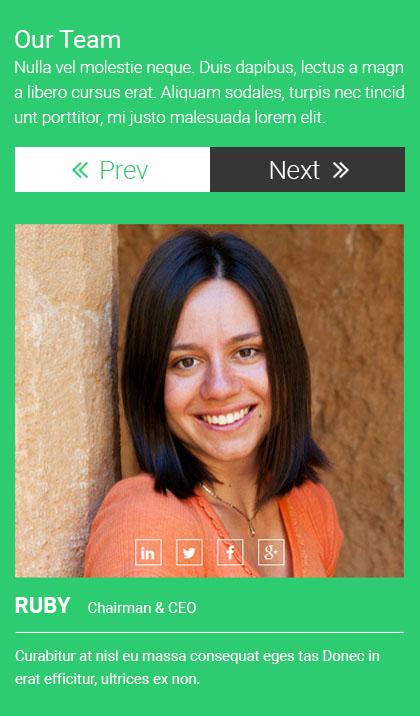 Our Team
Nulla vel molestie neque. Duis dapibus, lectus a magn
a libero cursus erat. Aliquam sodales, turpis nec tincid
unt porttitor, mi justo malesuada lorem elit.
« Prev Next »
in f g+
RUBY Chairman & CEO
Curabitur at nisl eu massa consequat eges tas Donec in
erat efficitur, ultrices ex non.